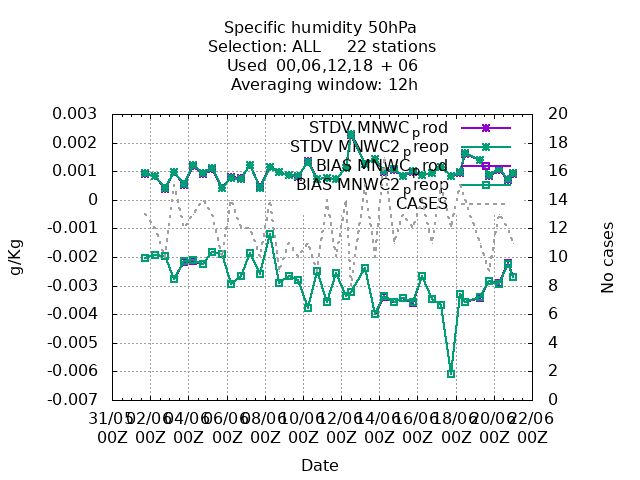 Specific humidity 50hPa
Selection: ALL 22 stations
Used 00,06,12,18 + 06
Averaging window: 12h
0.003
0.002
0.001
0
-0.001
-0.002
-0.003
-0.004
-0.005
-0.006
-0.007
g/Kg
STDV MNWC_prod
STDV MNWC2_preop
BIAS MNWC_prod
BIAS MNWC2_preop
CASES
20
18
16
14
12
10
8
6
4
2
0
No cases
31/05 02/06 04/06 06/06 08/06 10/06 12/06 14/06 16/06 18/06 20/06 22/06
00Z 00Z 00Z 00Z 00Z 00Z 00Z 00Z 00Z 00Z 00Z 00Z
Date